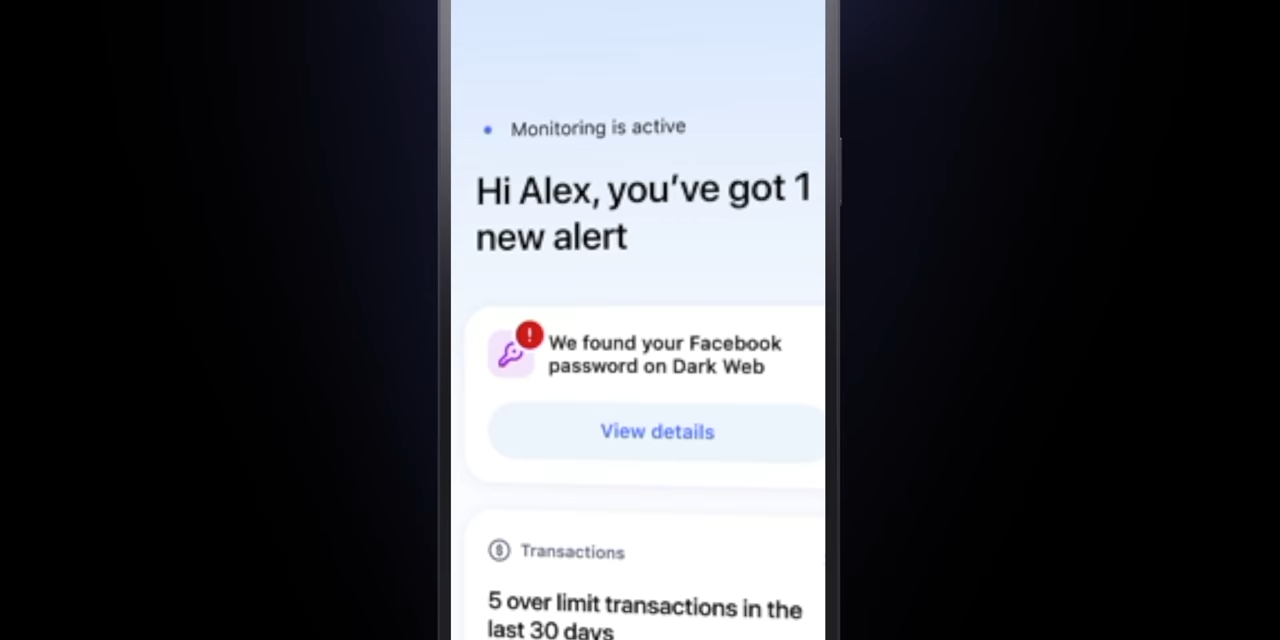 Monitoring is active
Hi Alex, you’ve got 1
new alert
We found your Facebook
password on Dark Web
View details
Transactions
5 over limit transactions in the
last 30 days